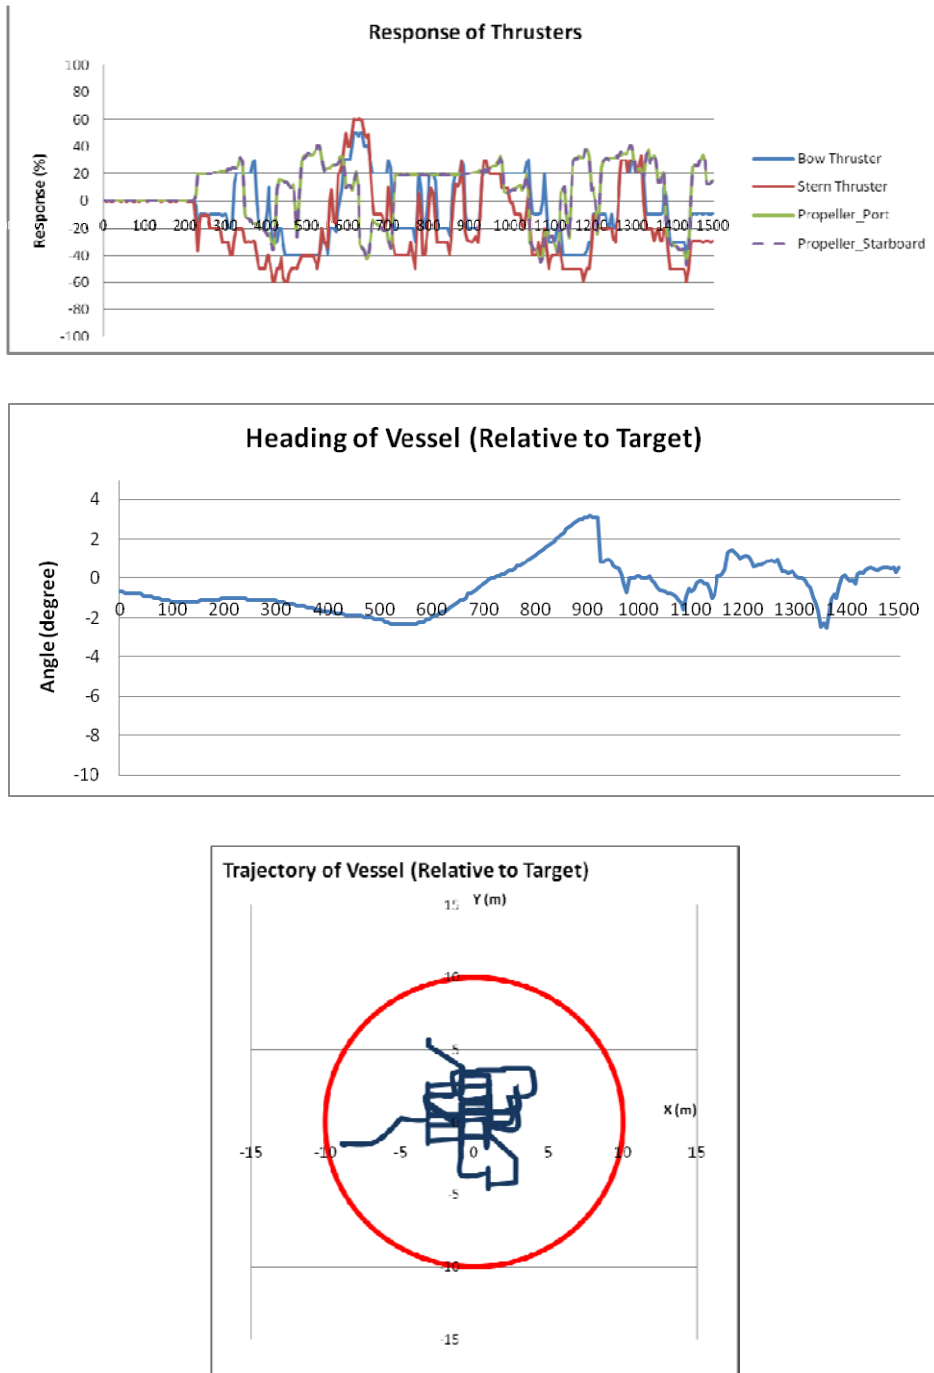 Response of Thrusters
100
80
60
40
20
0
-20
-40
-60
-80
-100
Response (%)
0 100 200 300 400 500 600 700 800 900 1000 1100 1200 1300 1400 1500
Bow Thruster
Stern Thruster
Propeller_Port
Propeller_Starboard
Heading of Vessel (Relative to Target)
4
2
0
-2
-4
-6
-8
-10
Angle (degree)
0 100 200 300 400 500 600 700 800 900 1000 1100 1200 1300 1400 1500
Trajectory of Vessel (Relative to Target)
Y (m)
15
10
5
0
X (m)
-15 -10 -5 0 5 10 15
-5
-10
-15